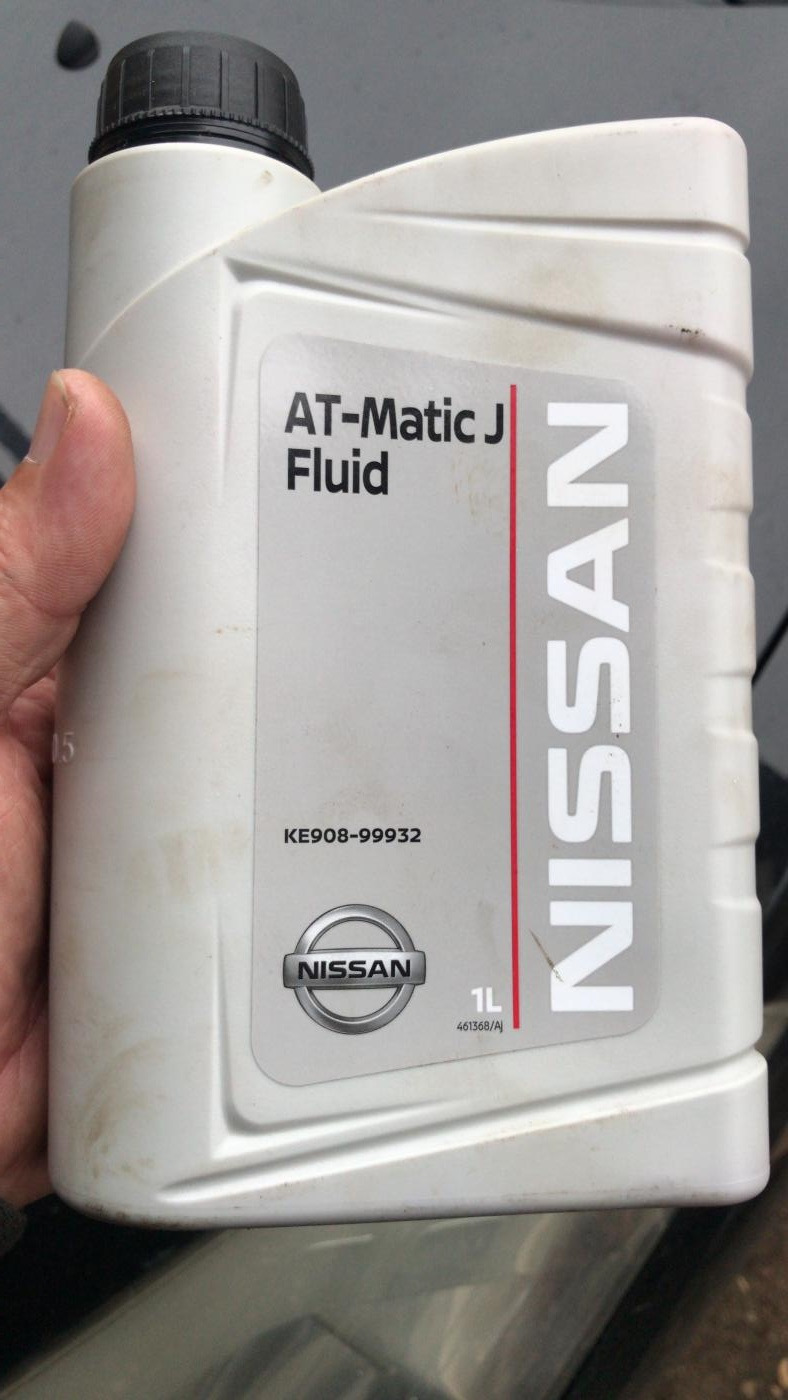 AT-Matic J
Fluid
NISSAN
KE908-99932
NISSAN
1L
461368/AJ